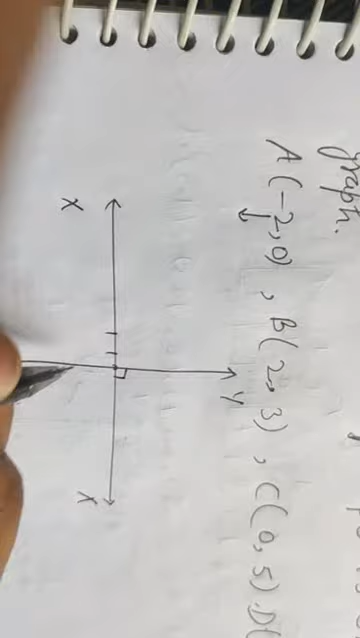 graph.
A(-2,0), B(2,3), C(0,5) D(
Y
X X